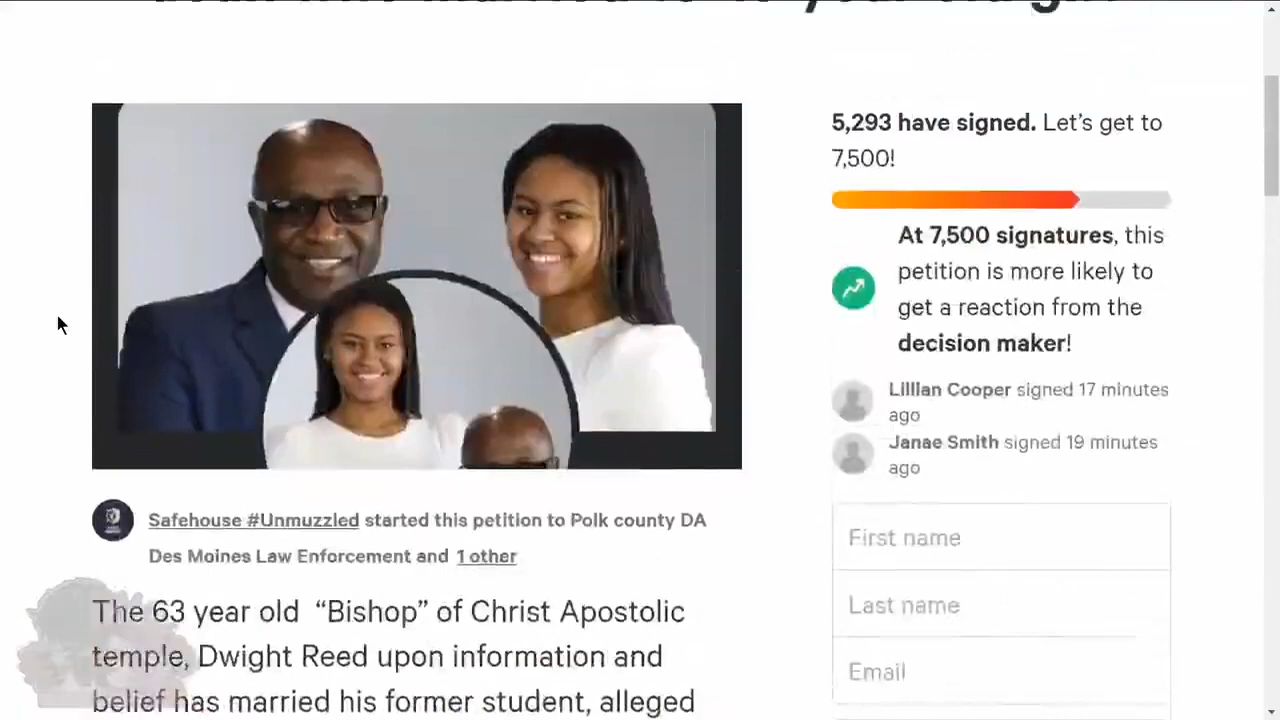 5,293 have signed. Let's get to
7,500!
At 7,500 signatures, this
petition is more likely to
get a reaction from the
decision maker!
Lillian Cooper signed 17 minutes
ago
Janae Smith signed 19 minutes
ago
First name
Last name
Email
Safehouse #Unmuzzled started this petition to Polk county DA
Des Moines Law Enforcement and 1 other
The 63 year old “Bishop” of Christ Apostolic
temple, Dwight Reed upon information and
belief has married his former student, alleged